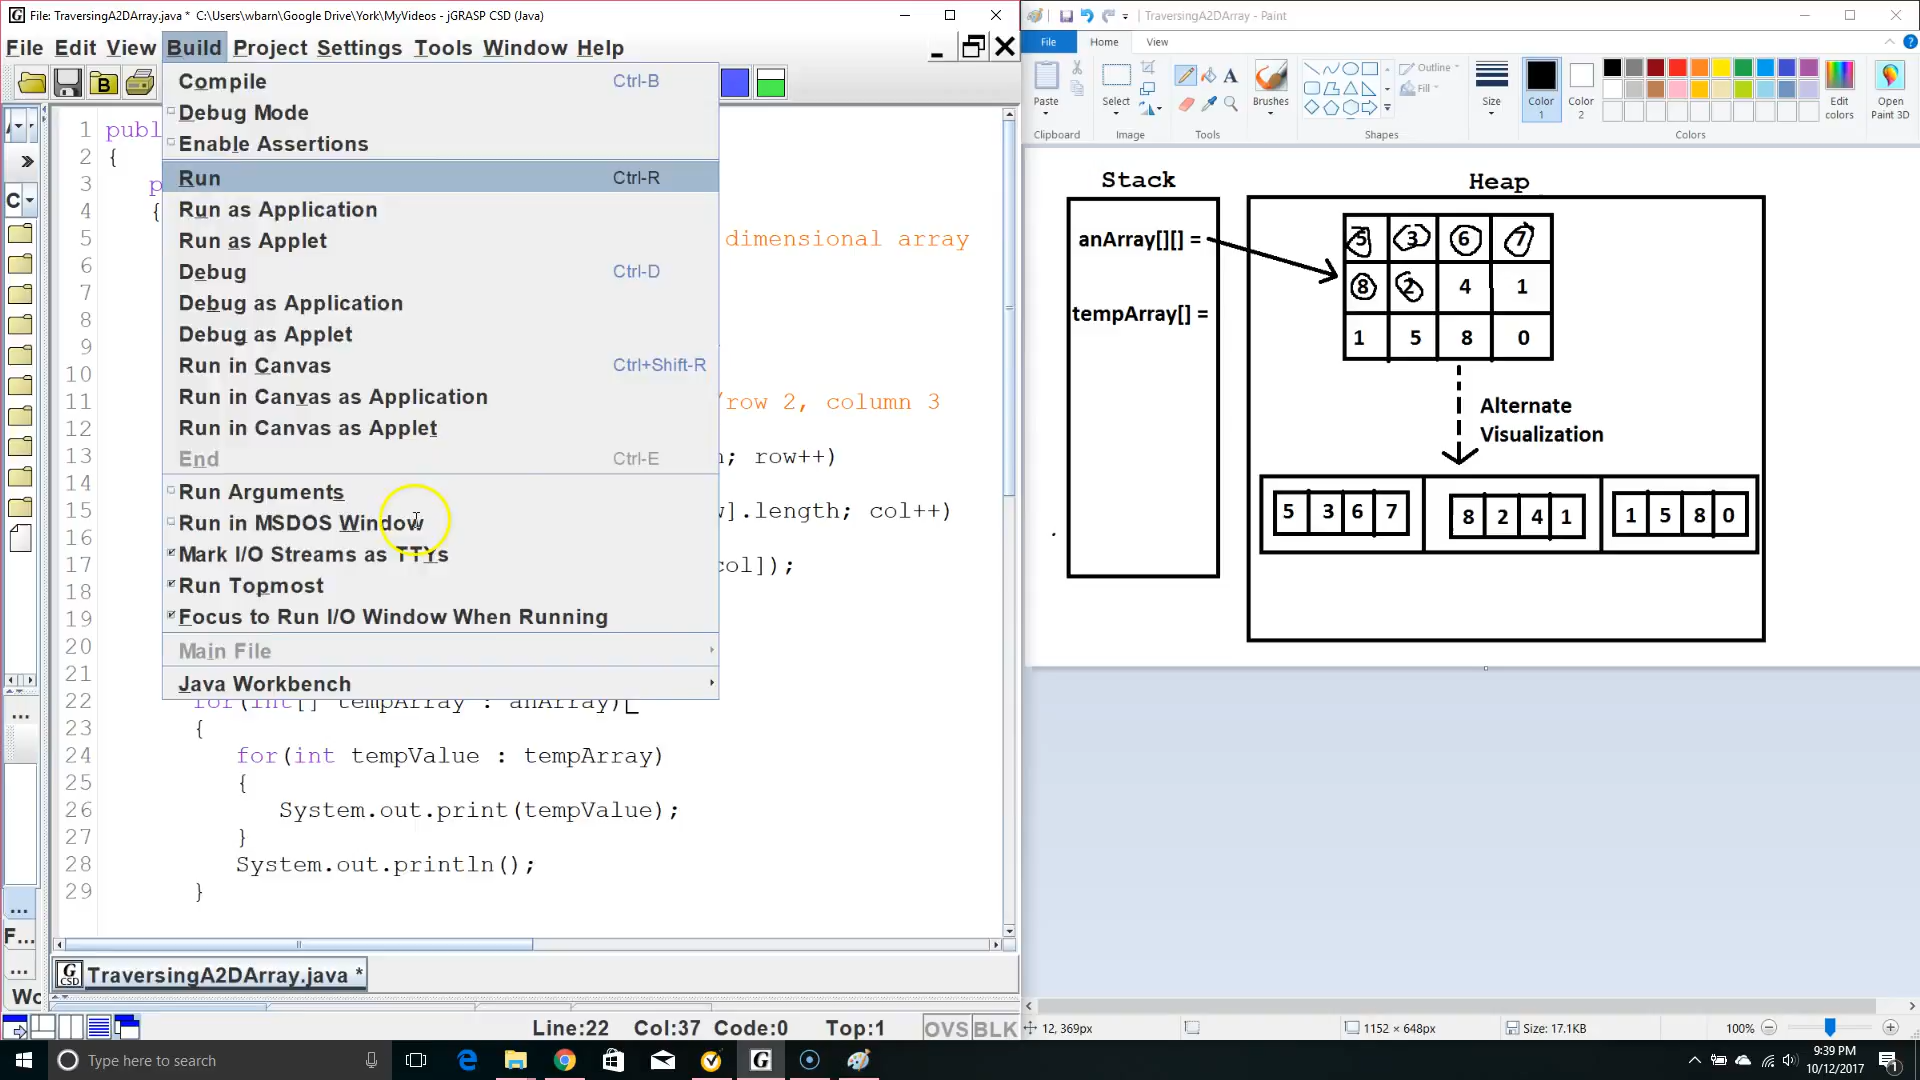 File: TraversingA2DArray.java * C:\Users\wbarn\Google Drive\York\MyVideos - jGRASP CSD (Java)
File Edit View Build Project Settings Tools Window Help
Compile Ctrl-B
Debug Mode
Enable Assertions
Run Ctrl-R
Run as Application
Run as Applet
Debug Ctrl-D
Debug as Application
Debug as Applet
Run in Canvas Ctrl+Shift-R
Run in Canvas as Application
Run in Canvas as Applet
End Ctrl-E
Run Arguments
Run in MSDOS Window
Mark I/O Streams as TTYs
Run Topmost
Focus to Run I/O Window When Running
Main File
Java Workbench
1 publ
2 {
3 p
4 {
5 dimensional array
6
7
8
9
10
11 /row 2, column 3
12
13 ; row++)
14
15 ].length; col++)
16
17 col]);
18
19
20
21
22 for(int[] tempArray : anArray)
23 {
24 for(int tempValue : tempArray)
25 {
26 System.out.print(tempValue);
27 }
28 System.out.println();
29 }
TraversingA2DArray.java *
Line:22 Col:37 Code:0 Top:1 OVS BLK
TraversingA2DArray - Paint
File Home View
Paste Select Brushes Outline Fill Size Color 1 Color 2 Edit colors Open Paint 3D
Clipboard Image Tools Shapes Colors
Stack Heap
anArray[][] =
tempArray[] =
5 3 6 7
8 2 4 1
1 5 8 0
Alternate
Visualization
5 3 6 7 8 2 4 1 1 5 8 0
12, 369px 1152 × 648px Size: 17.1KB 100%
Type here to search
9:39 PM
10/12/2017